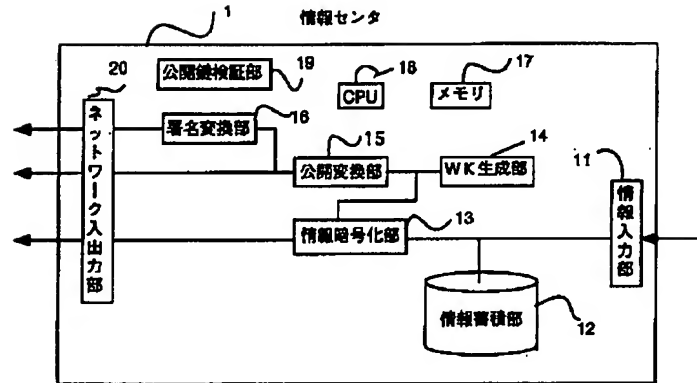 1
情報センタ
20
公開鍵検証部
19
18
CPU
17
メモリ
ネットワーク入出力部
署名変換部
16
15
公開変換部
14
WK生成部
11
情報入力部
情報暗号化部
13
情報蓄積部
12